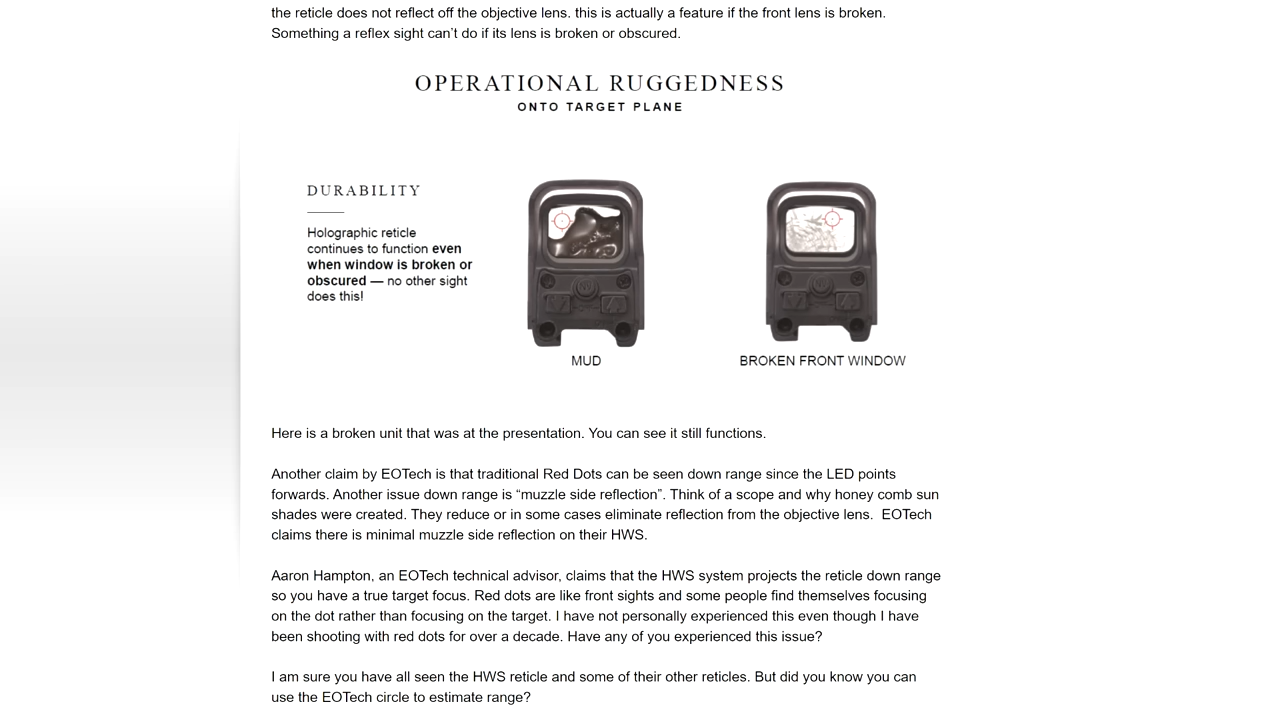 the reticle does not reflect off the objective lens. this is actually a feature if the front lens is broken.
Something a reflex sight can’t do if its lens is broken or obscured.
OPERATIONAL RUGGEDNESS
ONTO TARGET PLANE
DURABILITY
Holographic reticle
continues to function even
when window is broken or
obscured — no other sight
does this!
MUD
BROKEN FRONT WINDOW
Here is a broken unit that was at the presentation. You can see it still functions.
Another claim by EOTech is that traditional Red Dots can be seen down range since the LED points
forwards. Another issue down range is “muzzle side reflection”. Think of a scope and why honey comb sun
shades were created. They reduce or in some cases eliminate reflection from the objective lens.  EOTech
claims there is minimal muzzle side reflection on their HWS.
Aaron Hampton, an EOTech technical advisor, claims that the HWS system projects the reticle down range
so you have a true target focus. Red dots are like front sights and some people find themselves focusing
on the dot rather than focusing on the target. I have not personally experienced this even though I have
been shooting with red dots for over a decade. Have any of you experienced this issue?
I am sure you have all seen the HWS reticle and some of their other reticles. But did you know you can
use the EOTech circle to estimate range?